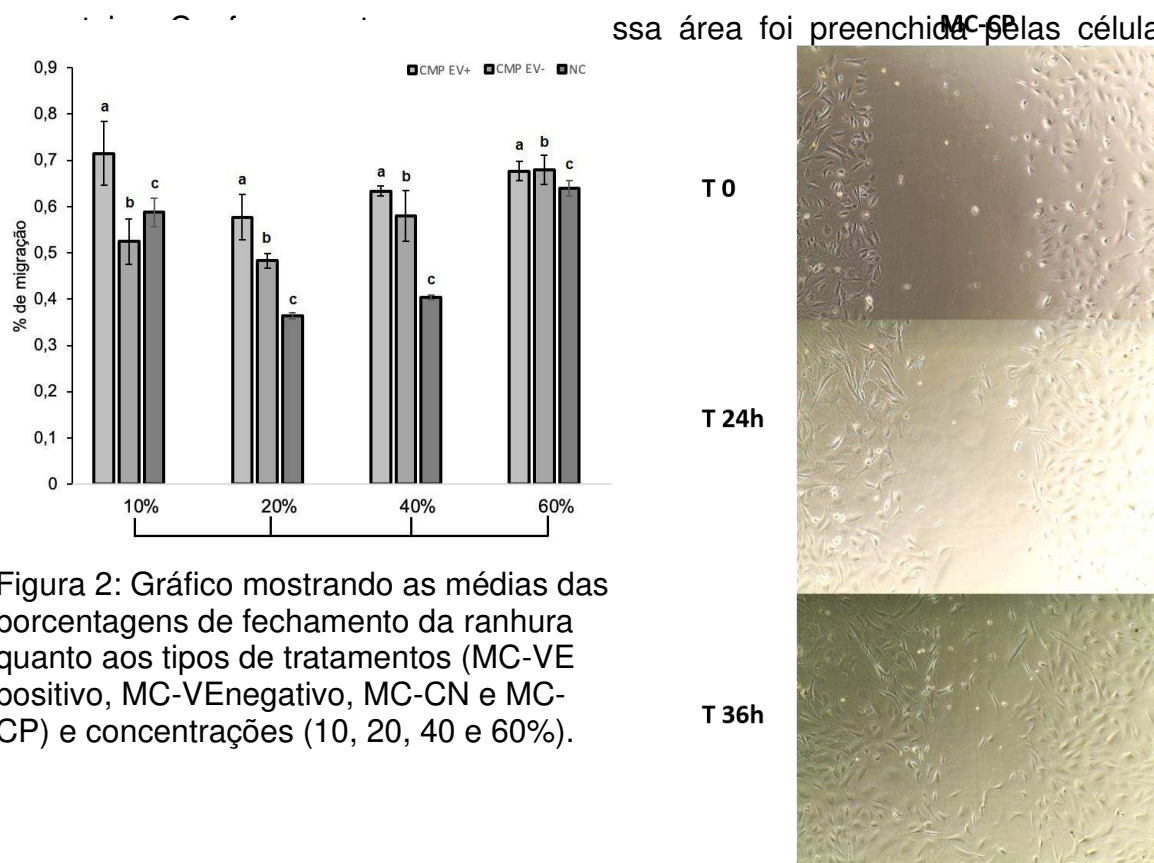 ssa área foi preenchida pelas célula
MC-CP
CMP EV+ CMP EV- NC
0,9
0,8
0,7
0,6
0,5
0,4
0,3
0,2
0,1
0
% de migração
a
b
c
a
b
c
a
b
c
a
b
c
10%
20%
40%
60%
Figura 2: Gráfico mostrando as médias das
porcentagens de fechamento da ranhura
quanto aos tipos de tratamentos (MC-VE
positivo, MC-VEnegativo, MC-CN e MC-
CP) e concentrações (10, 20, 40 e 60%).
T 0
T 24h
T 36h